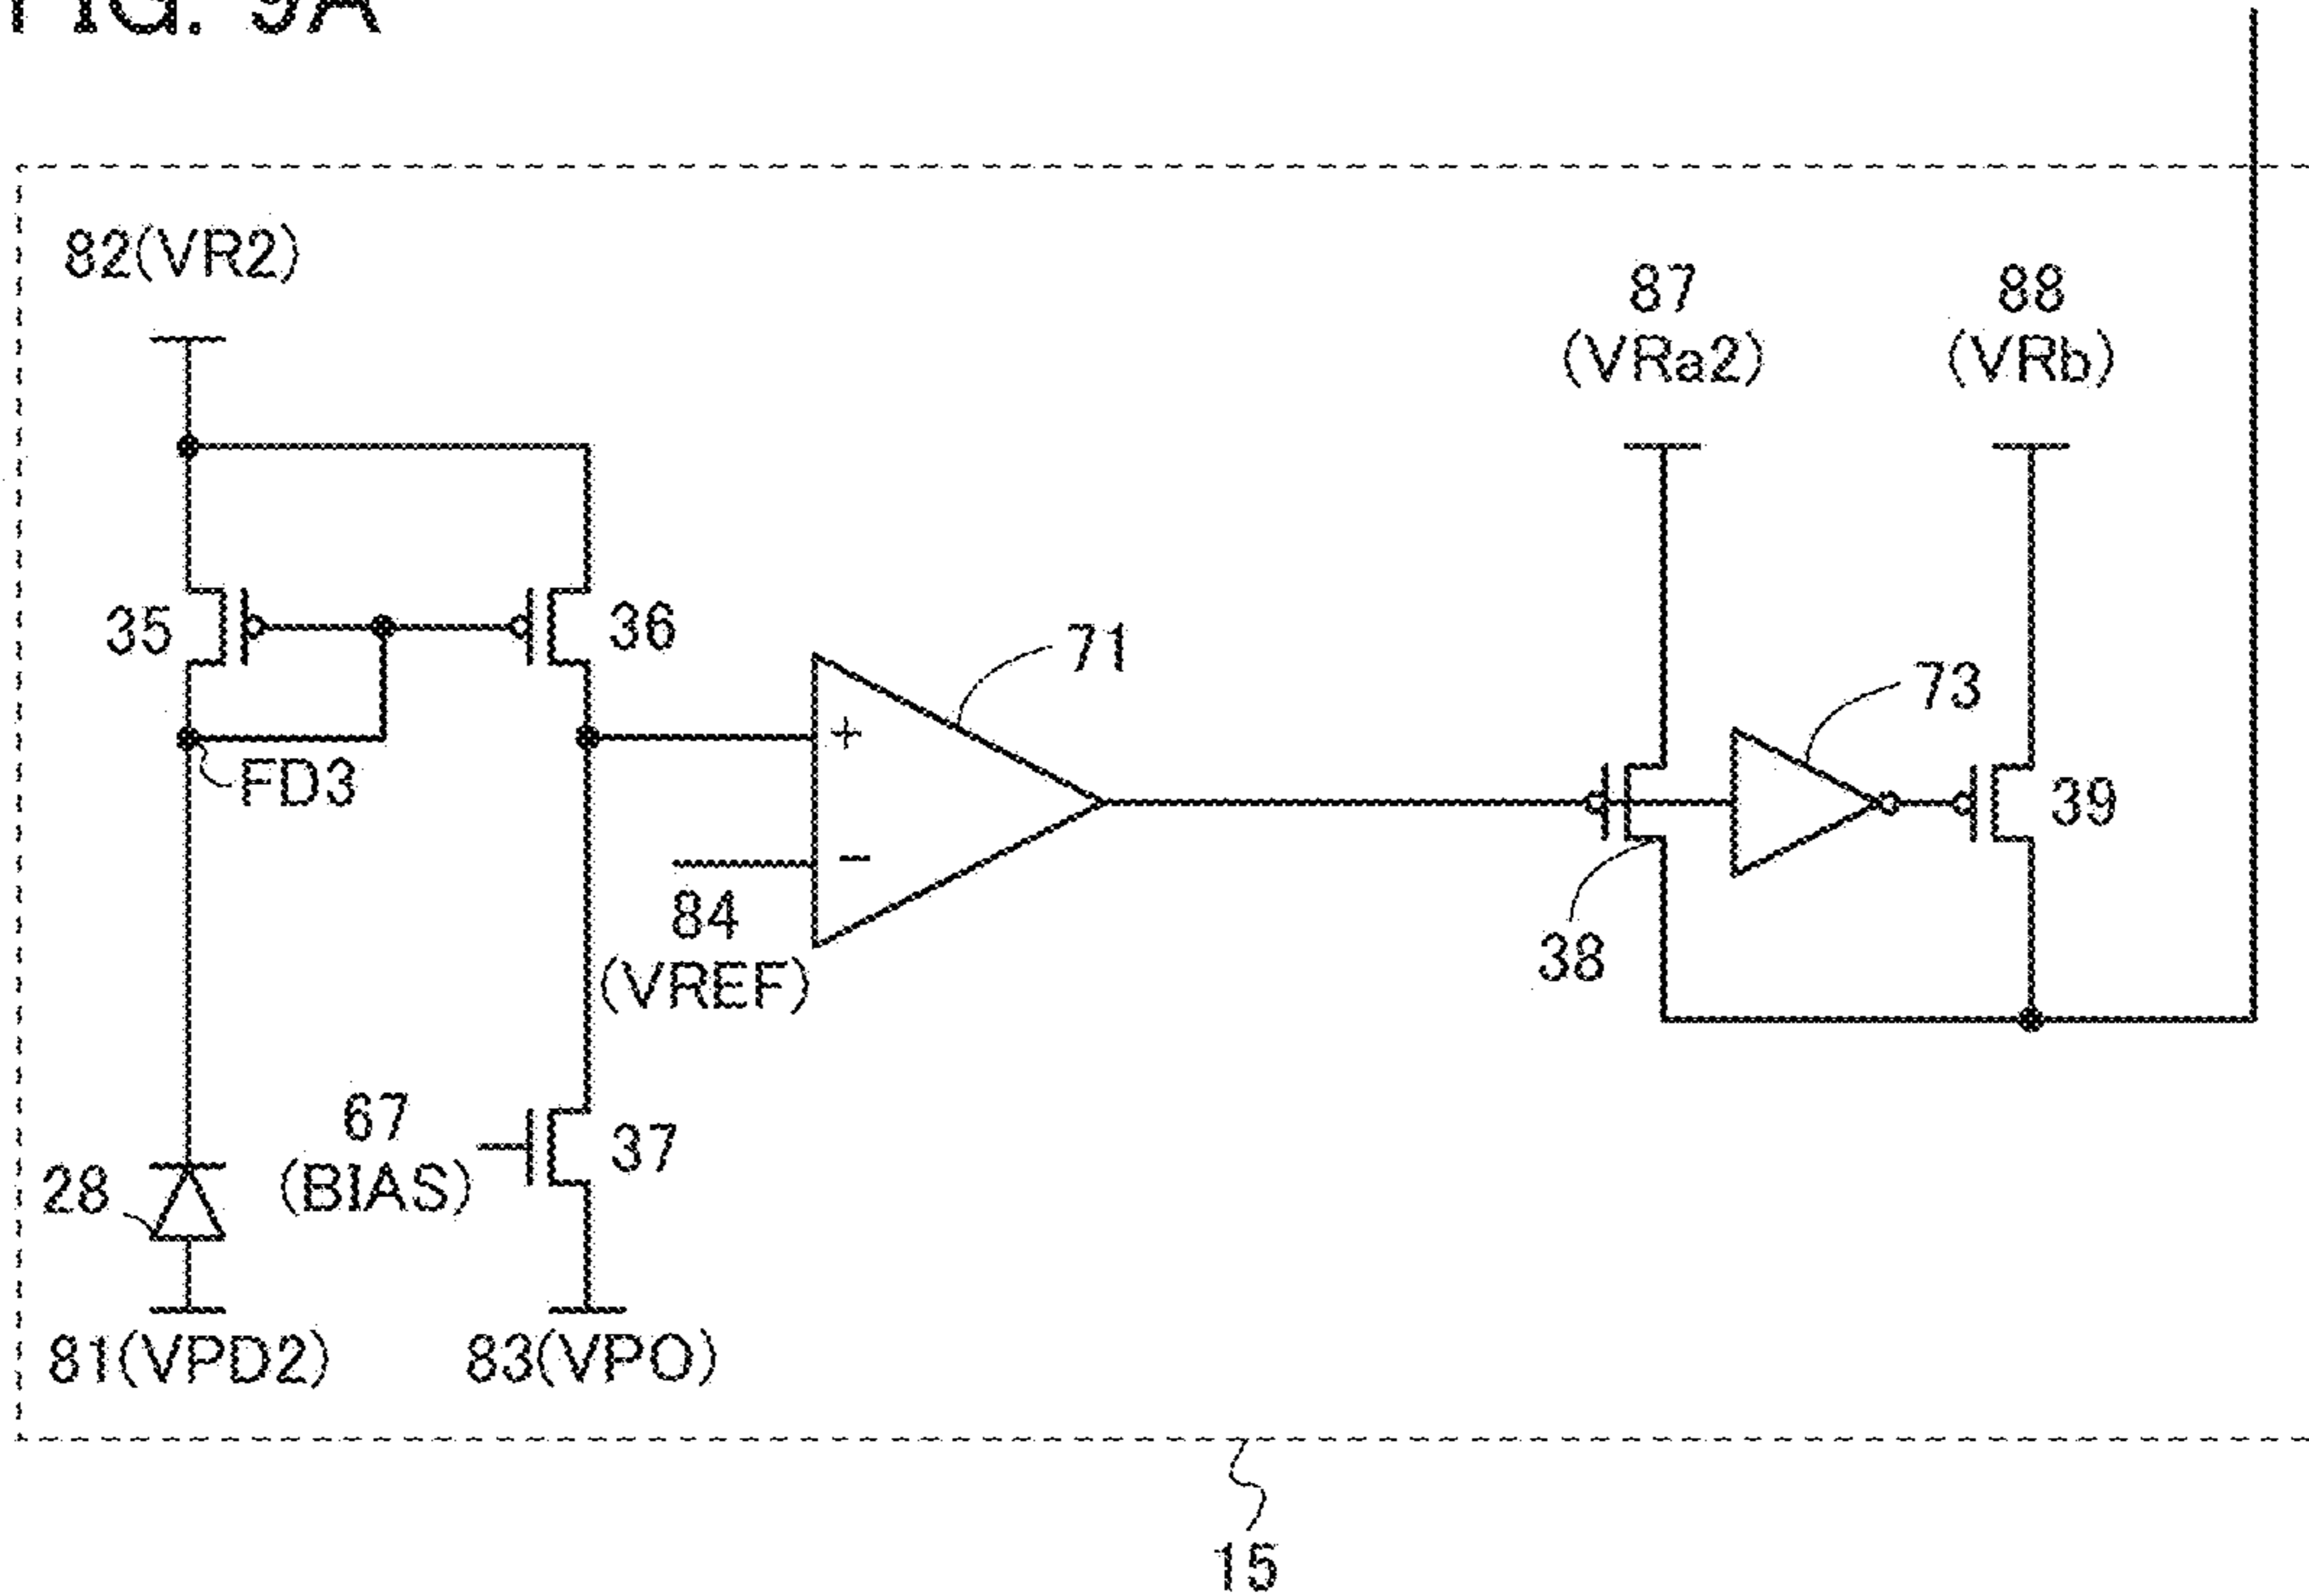 FIG. 9A
82(VR2)
87
(VRa2)
88
(VRb)
35
36
71
73
FD3
39
84
(VREF)
38
67
(BIAS)
37
28
81(VPD2)
83(VPO)
15
+
−